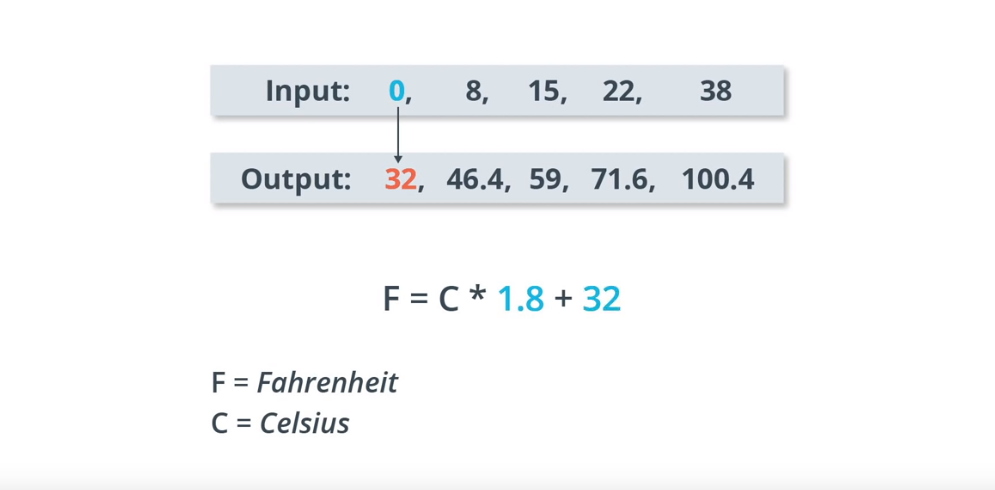 Input: 0, 8, 15, 22, 38
Output: 32, 46.4, 59, 71.6, 100.4
F = C * 1.8 + 32
F = Fahrenheit
C = Celsius